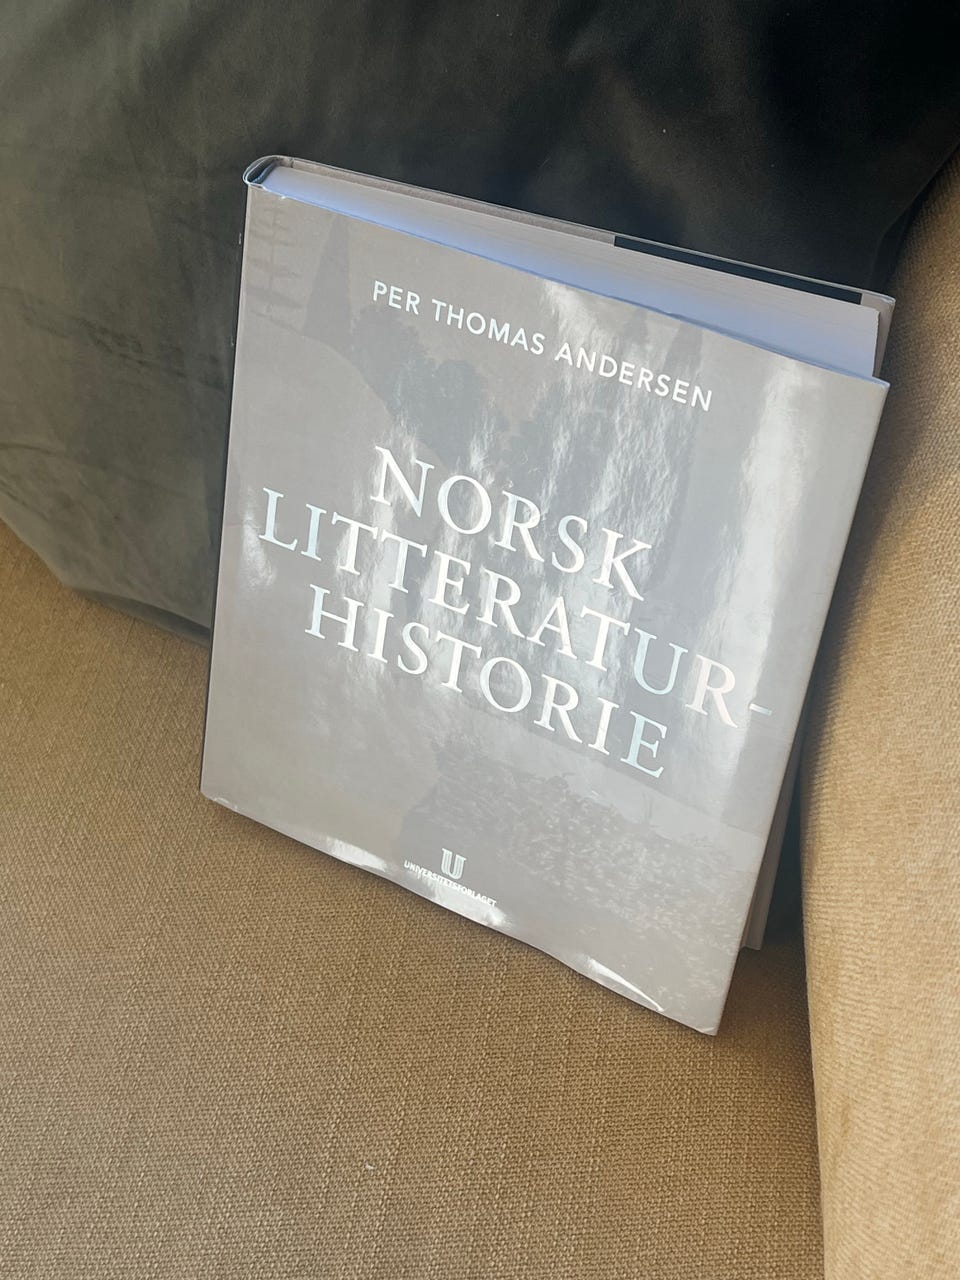 PER THOMAS ANDERSEN
NORSK
LITTERATUR-
HISTORIE
U
UNIVERSITETSFORLAGET